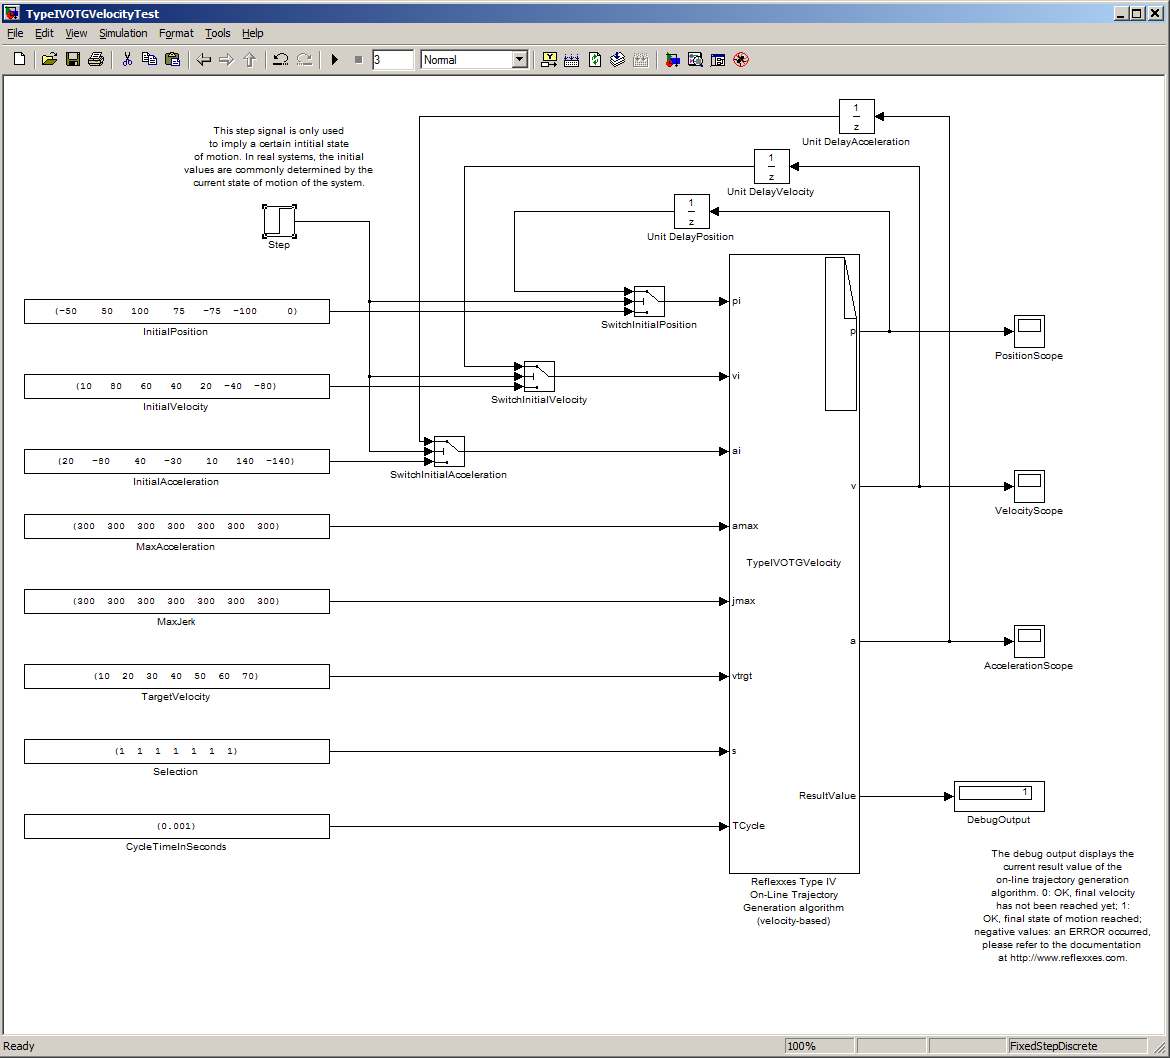 TypeIVOTGVelocityTest
File Edit View Simulation Format Tools Help
3 Normal
1
z
Unit DelayAcceleration
This step signal is only used
to imply a certain intitial state
of motion. In real systems, the initial
values are commonly determined by the
current state of motion of the system.
1
z
Unit DelayVelocity
1
z
Unit DelayPosition
Step
(-50 50 100 75 -75 -100 0)
InitialPosition
SwitchInitialPosition
pi
p
PositionScope
(10 80 60 40 20 -40 -80)
InitialVelocity
SwitchInitialVelocity
vi
(20 -80 40 -30 10 140 -140)
InitialAcceleration
SwitchInitialAcceleration
ai
v
VelocityScope
(300 300 300 300 300 300 300)
MaxAcceleration
amax
TypeIVOTGVelocity
(300 300 300 300 300 300 300)
MaxJerk
jmax
a
AccelerationScope
(10 20 30 40 50 60 70)
TargetVelocity
vtrgt
(1 1 1 1 1 1 1)
Selection
s
ResultValue
1
DebugOutput
(0.001)
CycleTimeInSeconds
TCycle
Reflexxes Type IV
On-Line Trajectory
Generation algorithm
(velocity-based)
The debug output displays the
current result value of the
on-line trajectory generation
algorithm. 0: OK, final velocity
has not been reached yet; 1:
OK, final state of motion reached;
negative values: an ERROR occurred,
please refer to the documentation
at http://www.reflexxes.com.
Ready 100% FixedStepDiscrete